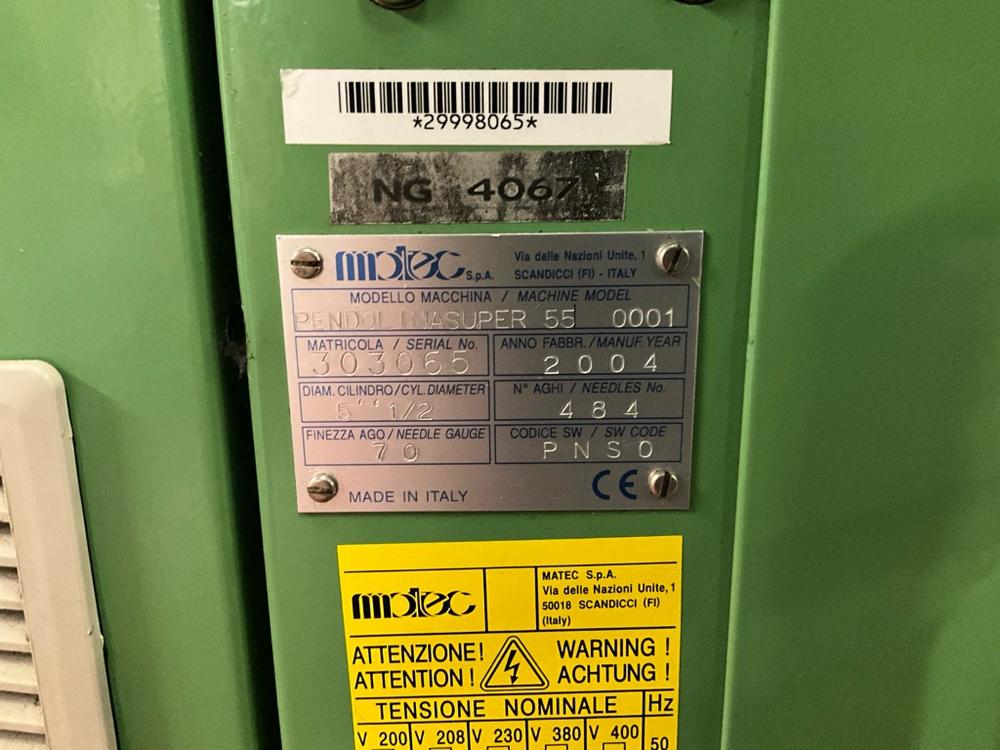 *29998065*
NG 4067
matec S.p.A. Via delle Nazioni Unite, 1
SCANDICCI (FI) - ITALY
MODELLO MACCHINA / MACHINE MODEL
PENDOLINASUPER 55 0001
MATRICOLA / SERIAL No. ANNO FABBR./MANUF. YEAR
303065 2004
DIAM. CILINDRO/CYL. DIAMETER N° AGHI / NEEDLES No.
5"1/2 484
FINEZZA AGO / NEEDLE GAUGE CODICE SW / SW CODE
70 PNS0
MADE IN ITALY CE
matec MATEC S.p.A.
Via delle Nazioni Unite, 1
50018 SCANDICCI (FI)
(Italy)
ATTENZIONE! WARNING !
ATTENTION ! ACHTUNG !
TENSIONE NOMINALE Hz
V 200 V 208 V 230 V 380 V 400 50